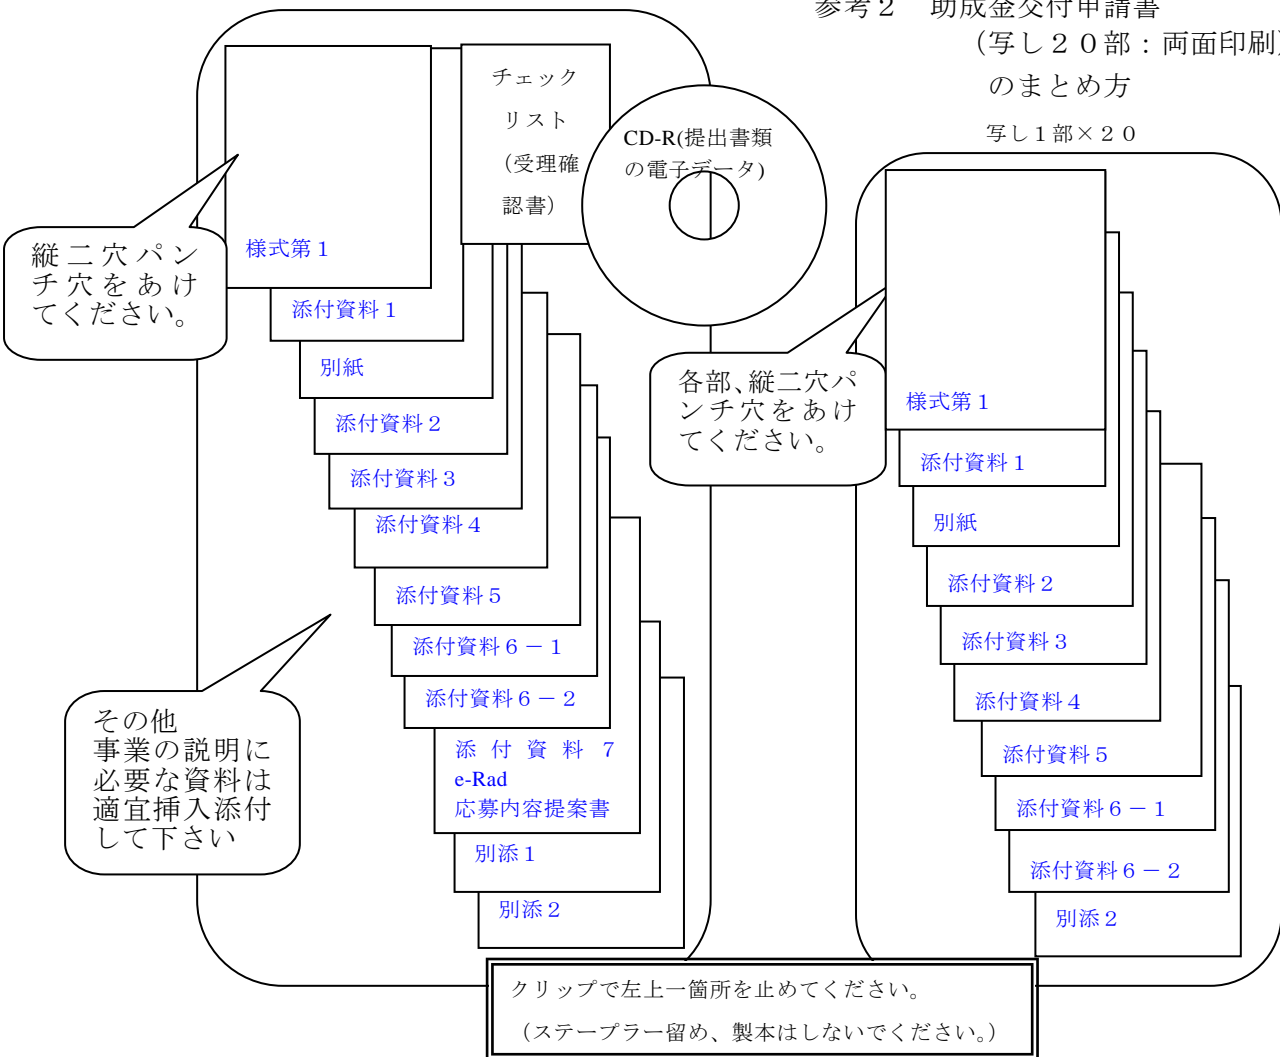 参考２　助成金交付申請書
（写し２０部：両面印刷）
のまとめ方
写し１部×２０
チェック
リスト
（受理確
認書）
CD-R(提出書類
の電子データ)
縦二穴パン
チ穴をあけ
てください。
様式第１
添付資料１
別紙
添付資料２
添付資料３
添付資料４
添付資料５
添付資料６－１
添付資料６－２
添付資料７
e-Rad
応募内容提案書
別添１
別添２
その他
事業の説明に
必要な資料は
適宜挿入添付
して下さい
各部、縦二穴パ
ンチ穴をあけ
てください。
様式第１
添付資料１
別紙
添付資料２
添付資料３
添付資料４
添付資料５
添付資料６－１
添付資料６－２
別添２
クリップで左上一箇所を止めてください。
（ステープラー留め、製本はしないでください。）